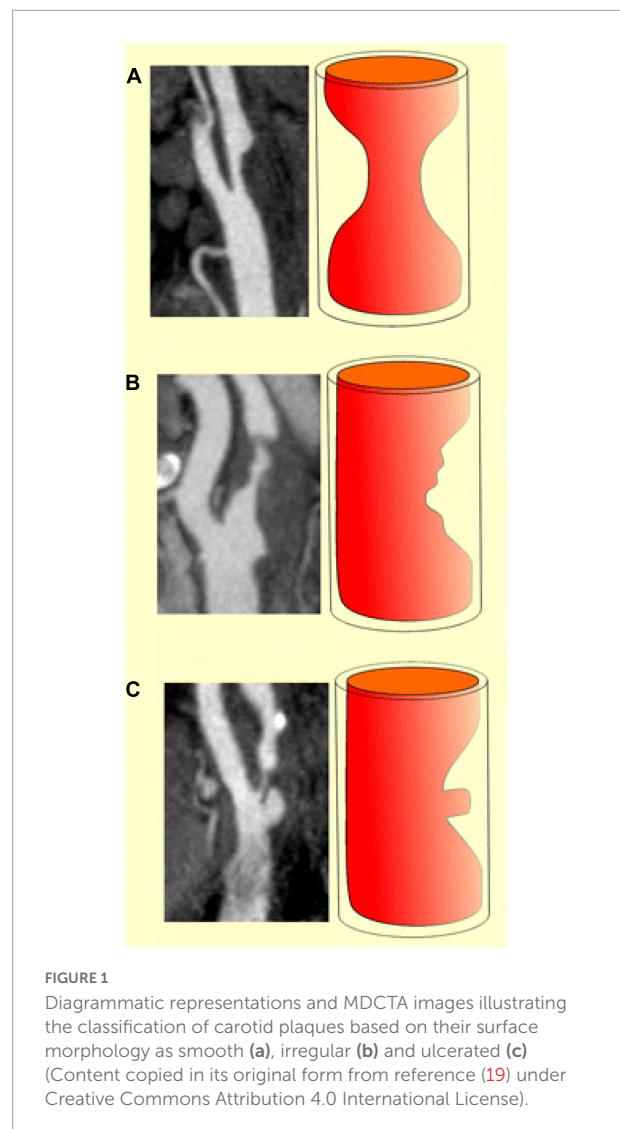 A
B
C
FIGURE 1
Diagrammatic representations and MDCTA images illustrating
the classification of carotid plaques based on their surface
morphology as smooth (a), irregular (b) and ulcerated (c)
(Content copied in its original form from reference (19) under
Creative Commons Attribution 4.0 International License).